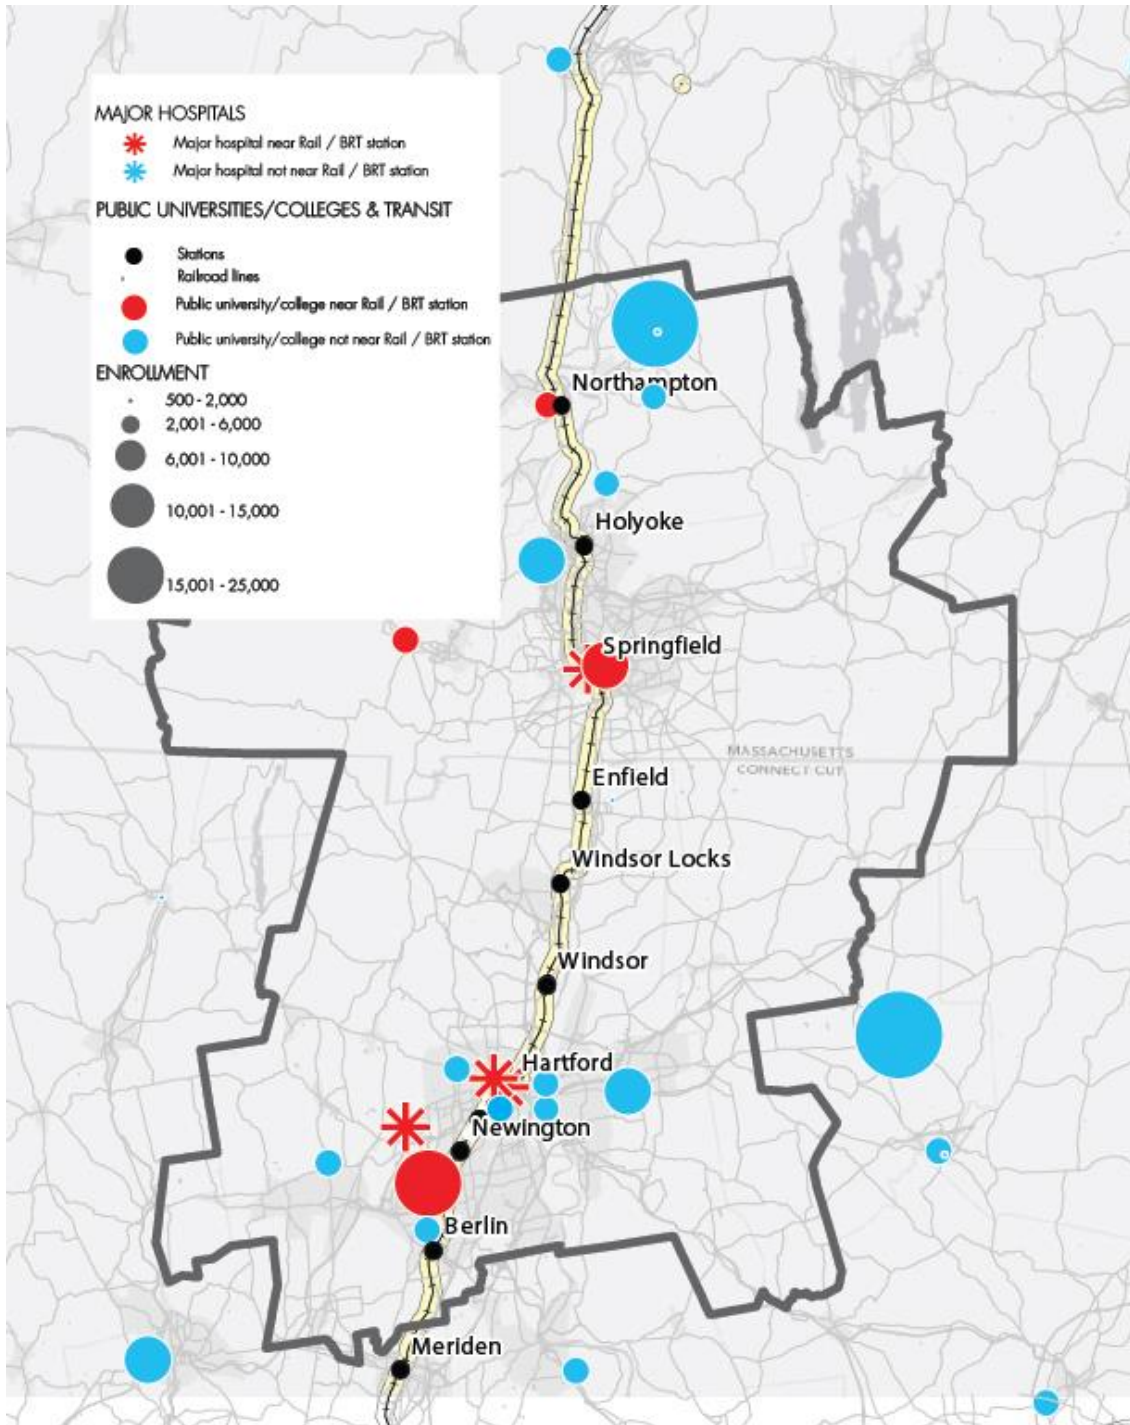 MAJOR HOSPITALS
Major hospital near Rail / BRT station
Major hospital not near Rail / BRT station
PUBLIC UNIVERSITIES/COLLEGES & TRANSIT
Stations
Railroad lines
Public university/college near Rail / BRT station
Public university/college not near Rail / BRT station
ENROLLMENT
500 - 2,000
2,001 - 6,000
6,001 - 10,000
10,001 - 15,000
15,001 - 25,000
Northampton
Holyoke
Springfield
MASSACHUSETTS
CONNECT CUT
Enfield
Windsor Locks
Windsor
Hartford
Newington
Berlin
Meriden